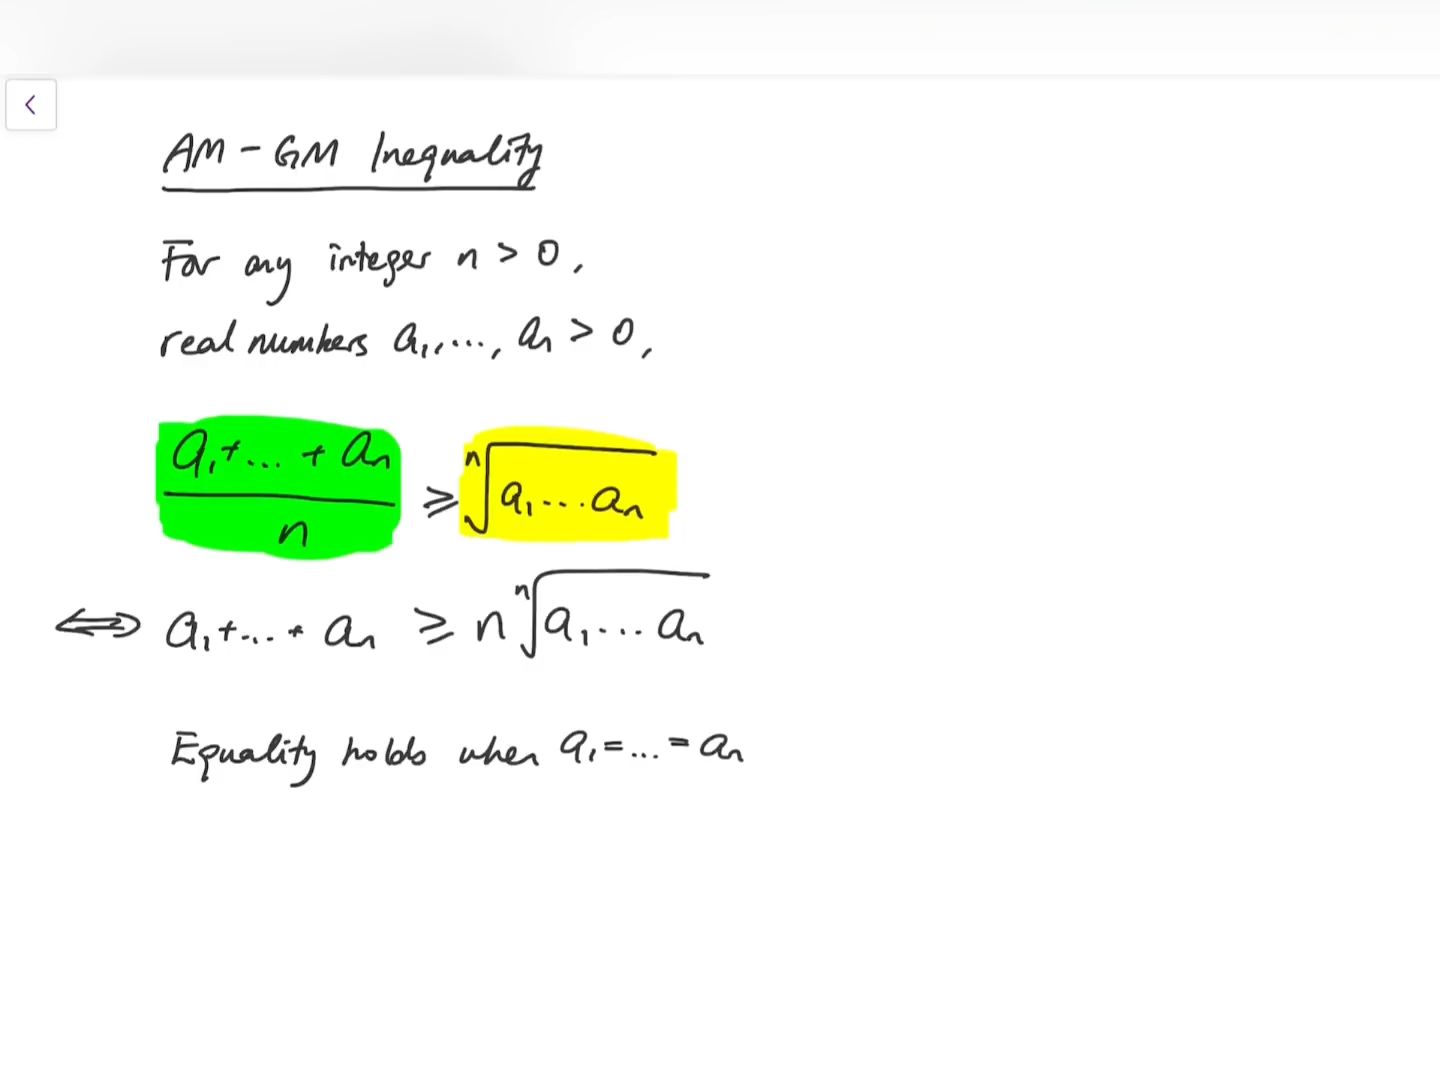 AM - GM Inequality
For any integer n > 0,
real numbers a₁, ..., aₙ > 0,
(a₁ + ... + aₙ) / n ≥ ⁿ√(a₁ ... aₙ)
⟺ a₁ + ... + aₙ ≥ n ⁿ√(a₁ ... aₙ)
Equality holds when a₁ = ... = aₙ